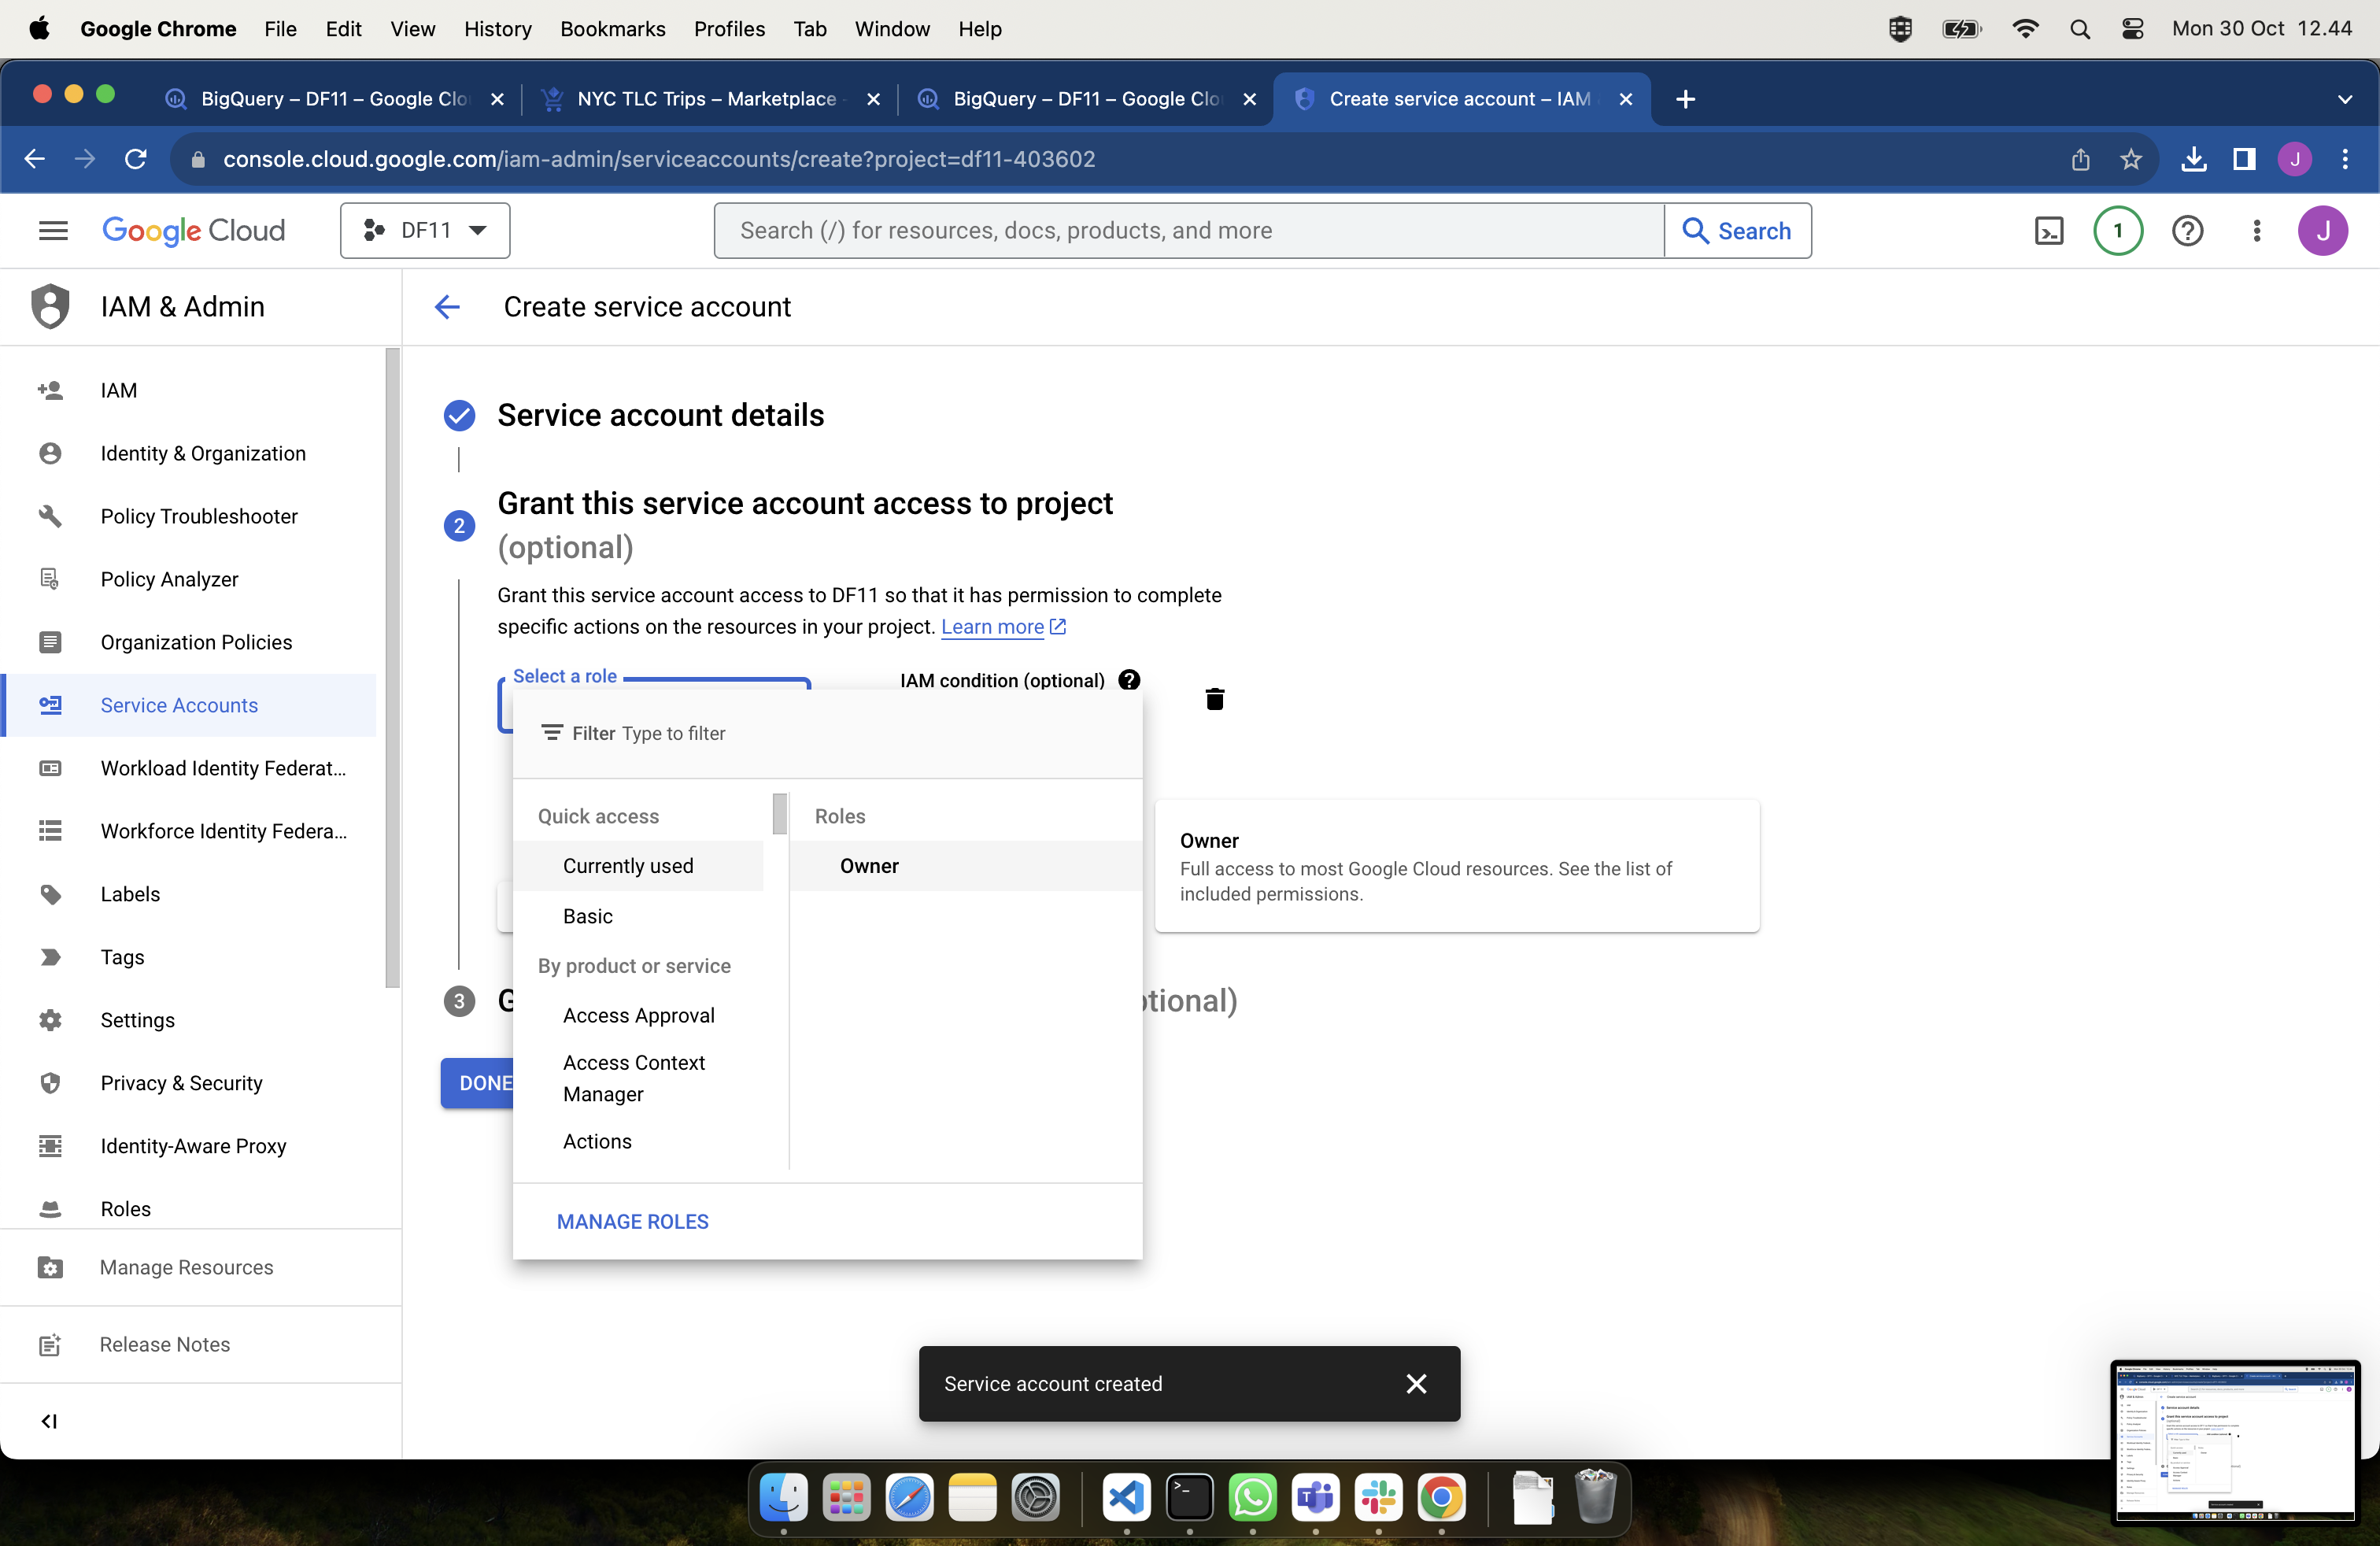 Google Chrome File Edit View History Bookmarks Profiles Tab Window Help Mon 30 Oct 12.44
BigQuery – DF11 – Google Clo NYC TLC Trips – Marketplace BigQuery – DF11 – Google Clo Create service account – IAM
console.cloud.google.com/iam-admin/serviceaccounts/create?project=df11-403602 J
Google Cloud DF11 Search (/) for resources, docs, products, and more Search 1 J
IAM & Admin
Create service account
IAM
Identity & Organization
Policy Troubleshooter
Policy Analyzer
Organization Policies
Service Accounts
Workload Identity Federat...
Workforce Identity Federa...
Labels
Tags
Settings
Privacy & Security
Identity-Aware Proxy
Roles
Manage Resources
Release Notes
Service account details
2 Grant this service account access to project
(optional)
Grant this service account access to DF11 so that it has permission to complete
specific actions on the resources in your project. Learn more
Select a role
IAM condition (optional)
Filter Type to filter
Quick access
Currently used
Basic
By product or service
Access Approval
Access Context
Manager
Actions
Roles
Owner
MANAGE ROLES
Owner
Full access to most Google Cloud resources. See the list of
included permissions.
3 G
ptional)
DONE
Service account created